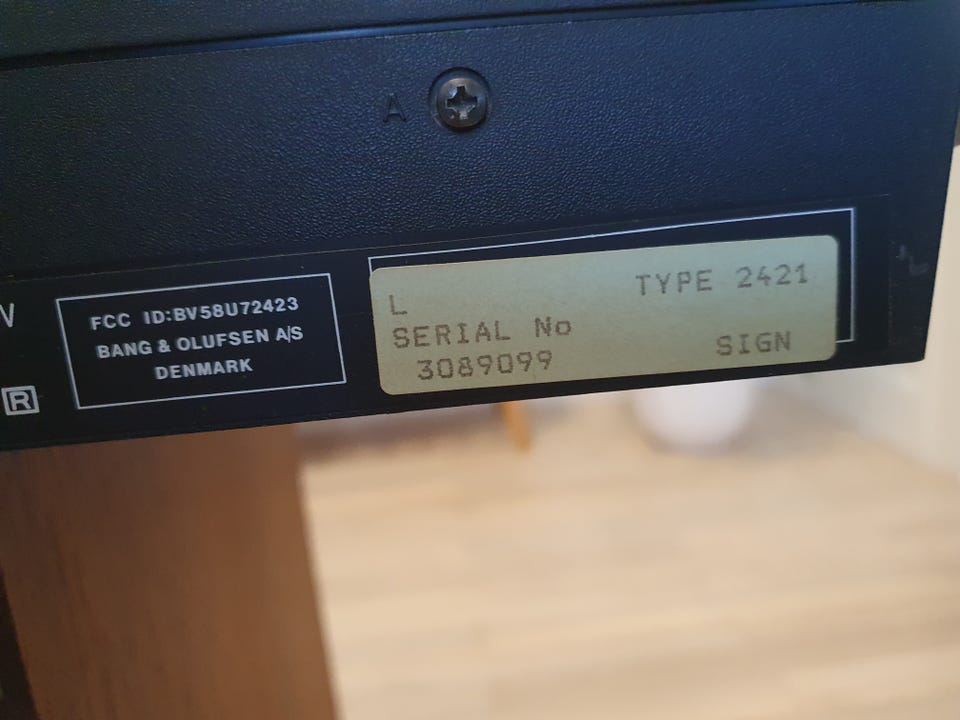 A
V
FCC ID:BV58U72423
BANG & OLUFSEN A/S
DENMARK
R
L TYPE 2421
SERIAL No
3089099 SIGN